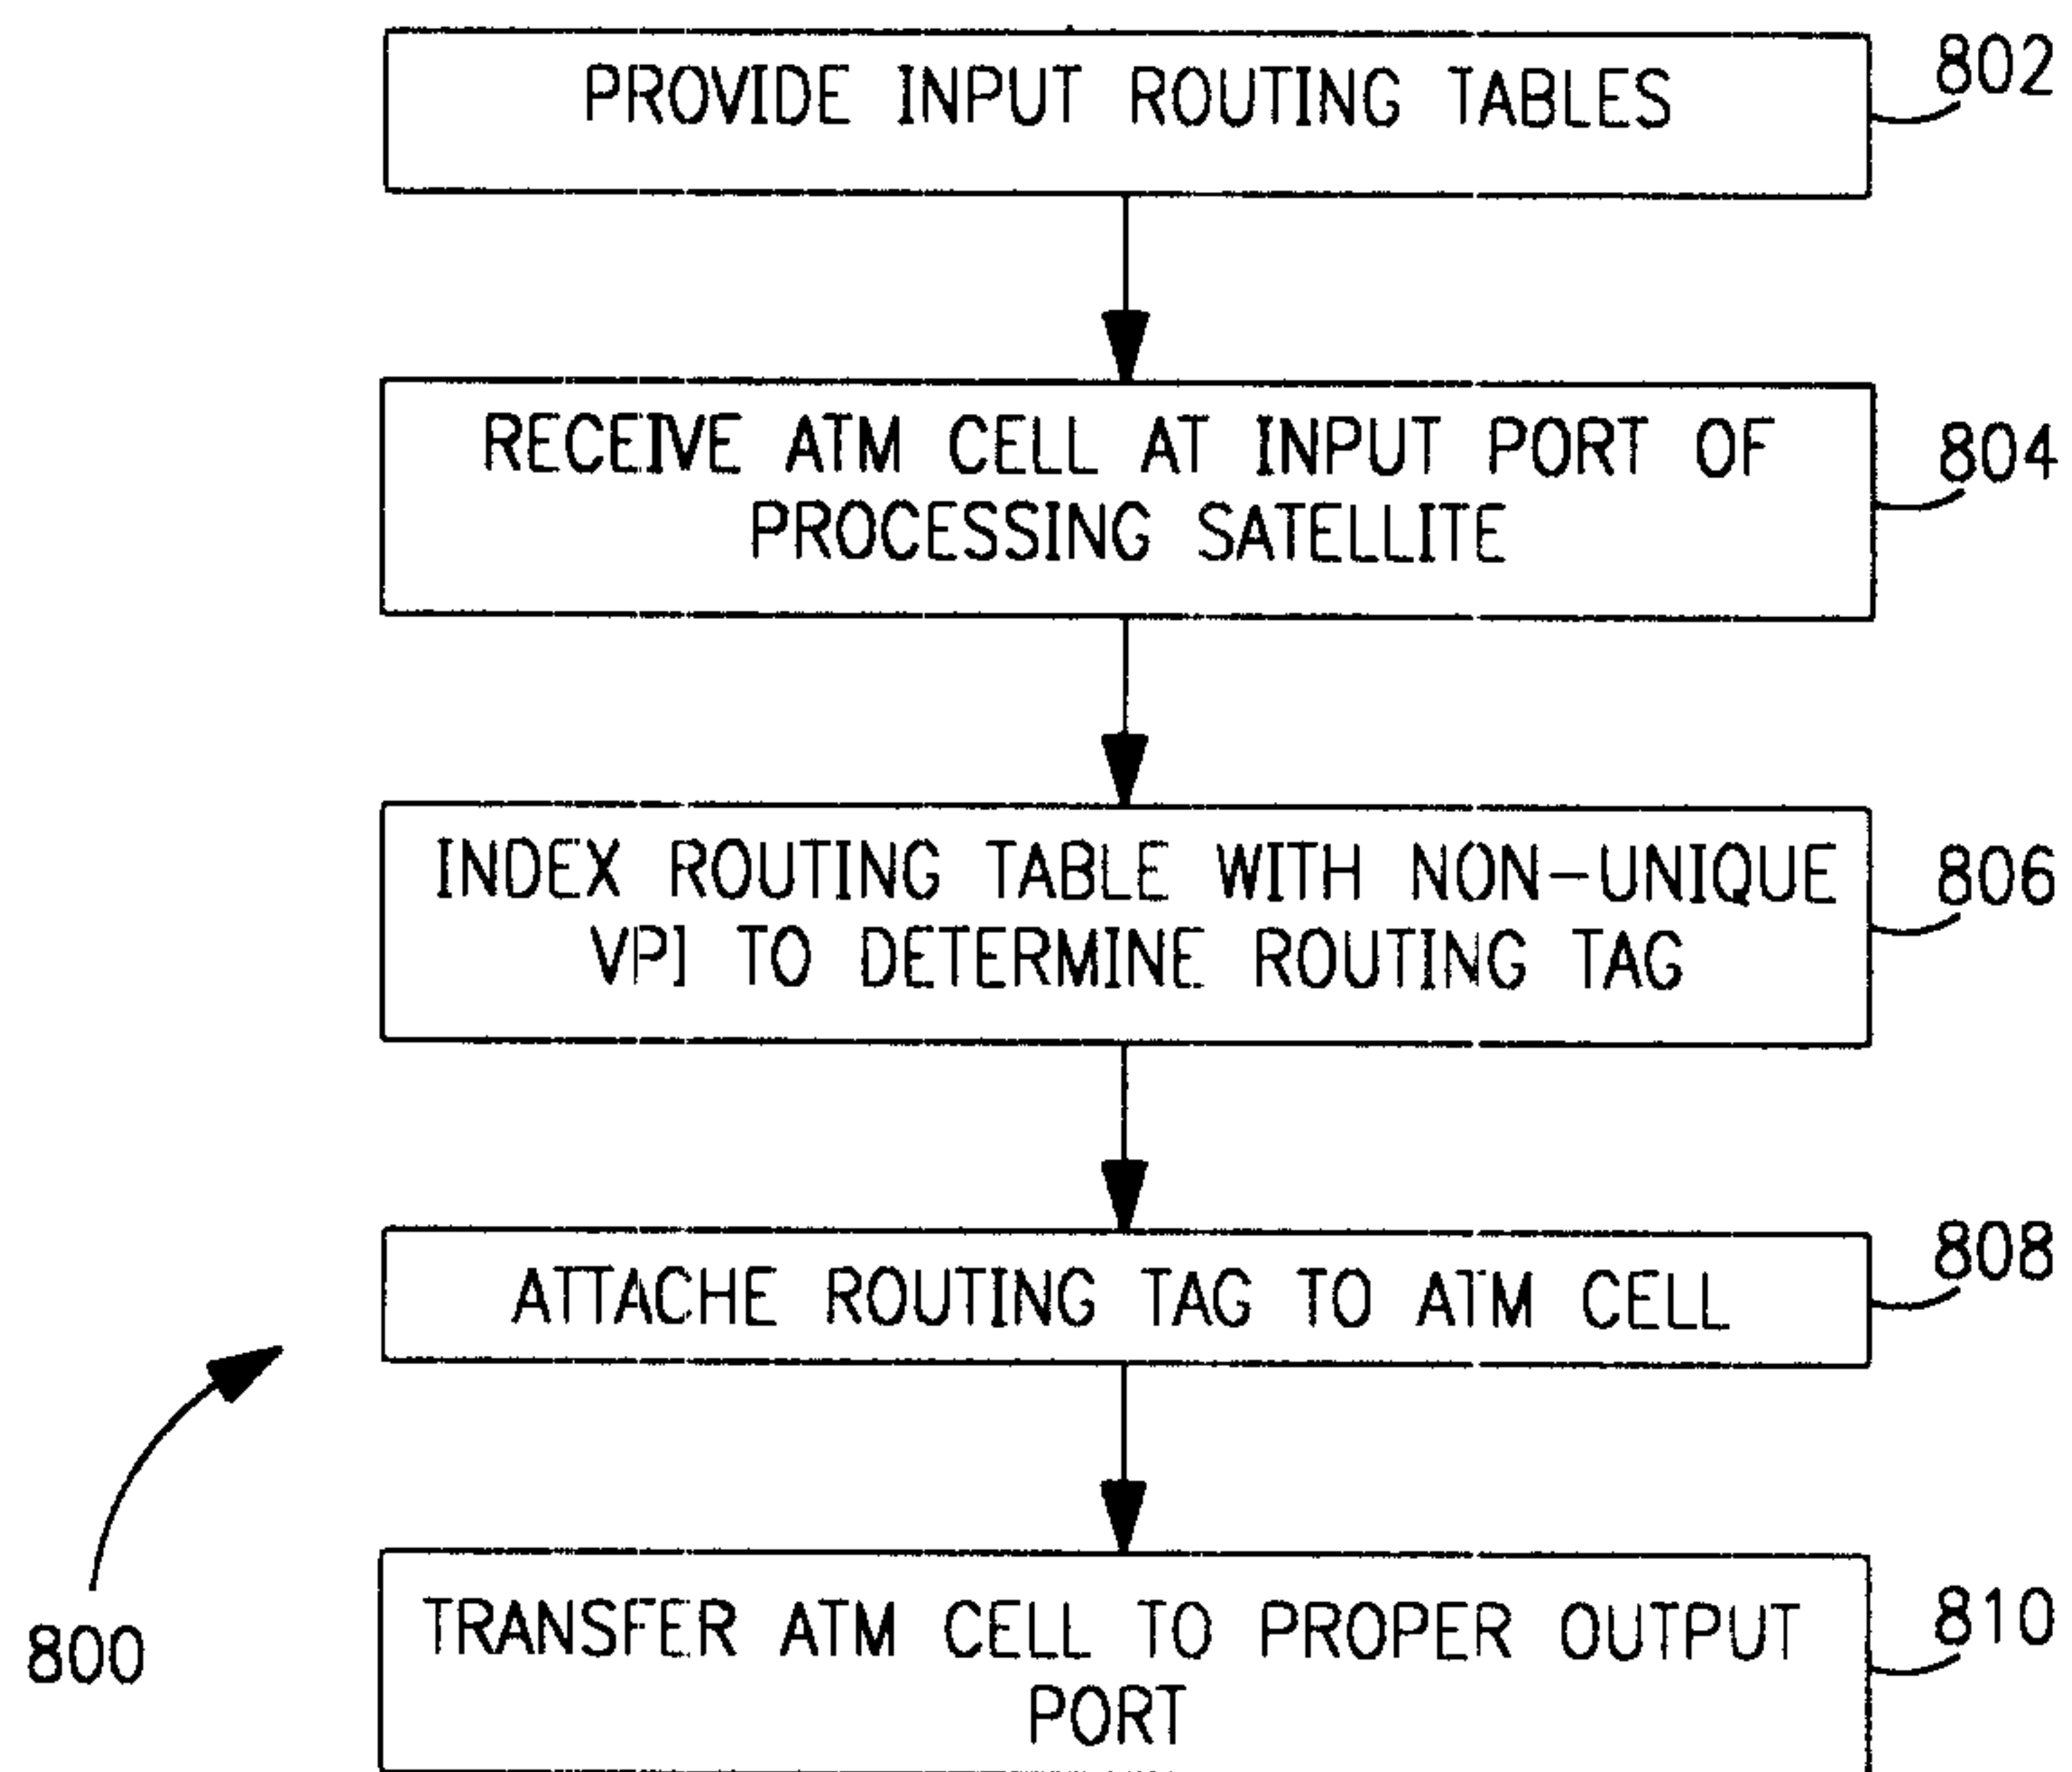 PROVIDE INPUT ROUTING TABLES
802
RECEIVE ATM CELL AT INPUT PORT OF
PROCESSING SATELLITE
804
INDEX ROUTING TABLE WITH NON-UNIQUE
VPI TO DETERMINE ROUTING TAG
806
ATTACHE ROUTING TAG TO ATM CELL
808
TRANSFER ATM CELL TO PROPER OUTPUT
PORT
810
800